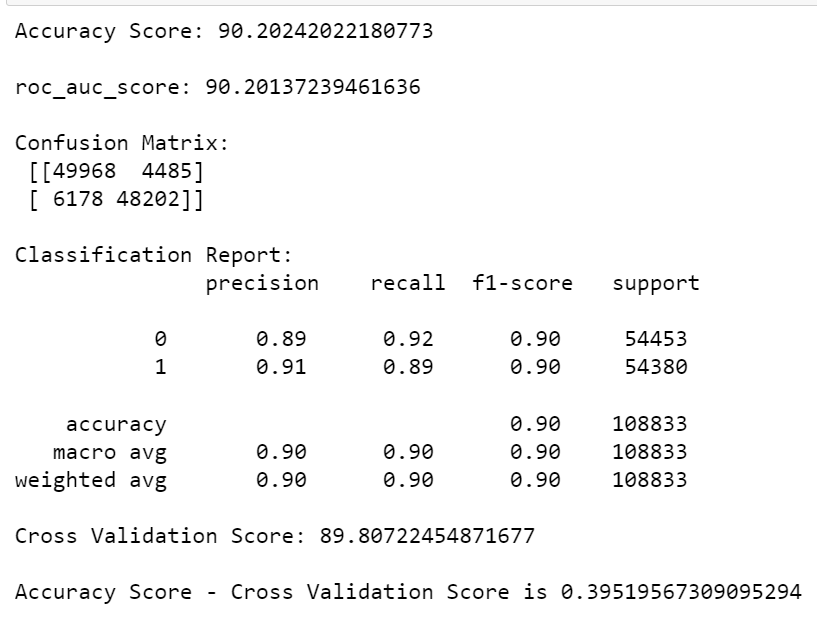 Accuracy Score: 90.20242022180773
roc_auc_score: 90.20137239461636
Confusion Matrix:
[[49968  4485]
[ 6178 48202]]
Classification Report:
precision    recall  f1-score   support
0       0.89      0.92      0.90     54453
1       0.91      0.89      0.90     54380
accuracy                           0.90    108833
macro avg       0.90      0.90      0.90    108833
weighted avg       0.90      0.90      0.90    108833
Cross Validation Score: 89.80722454871677
Accuracy Score - Cross Validation Score is 0.39519567309095294